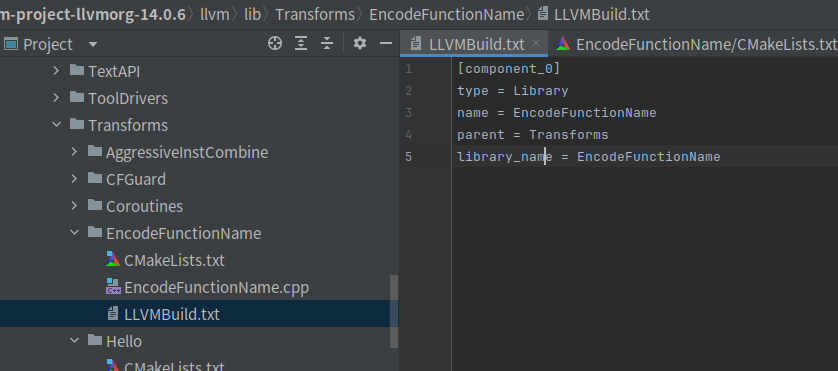 m-project-llvmorg-14.0.6 〉 llvm 〉 lib 〉 Transforms 〉 EncodeFunctionName 〉 LLVMBuild.txt
Project
LLVMBuild.txt
EncodeFunctionName/CMakeLists.txt
TextAPI
ToolDrivers
Transforms
AggressiveInstCombine
CFGuard
Coroutines
EncodeFunctionName
CMakeLists.txt
EncodeFunctionName.cpp
LLVMBuild.txt
Hello
CMakeLists.txt
1 [component_0]
2 type = Library
3 name = EncodeFunctionName
4 parent = Transforms
5 library_name = EncodeFunctionName